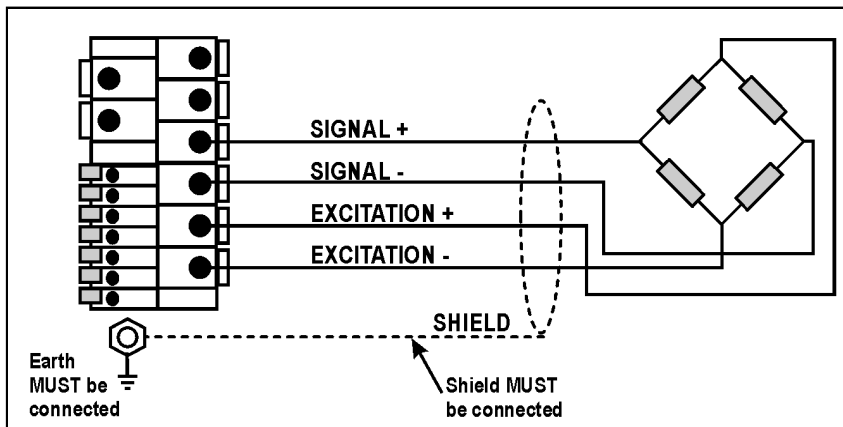 SIGNAL +
SIGNAL -
EXCITATION +
EXCITATION -
SHIELD
Earth
MUST be
connected
Shield MUST
be connected